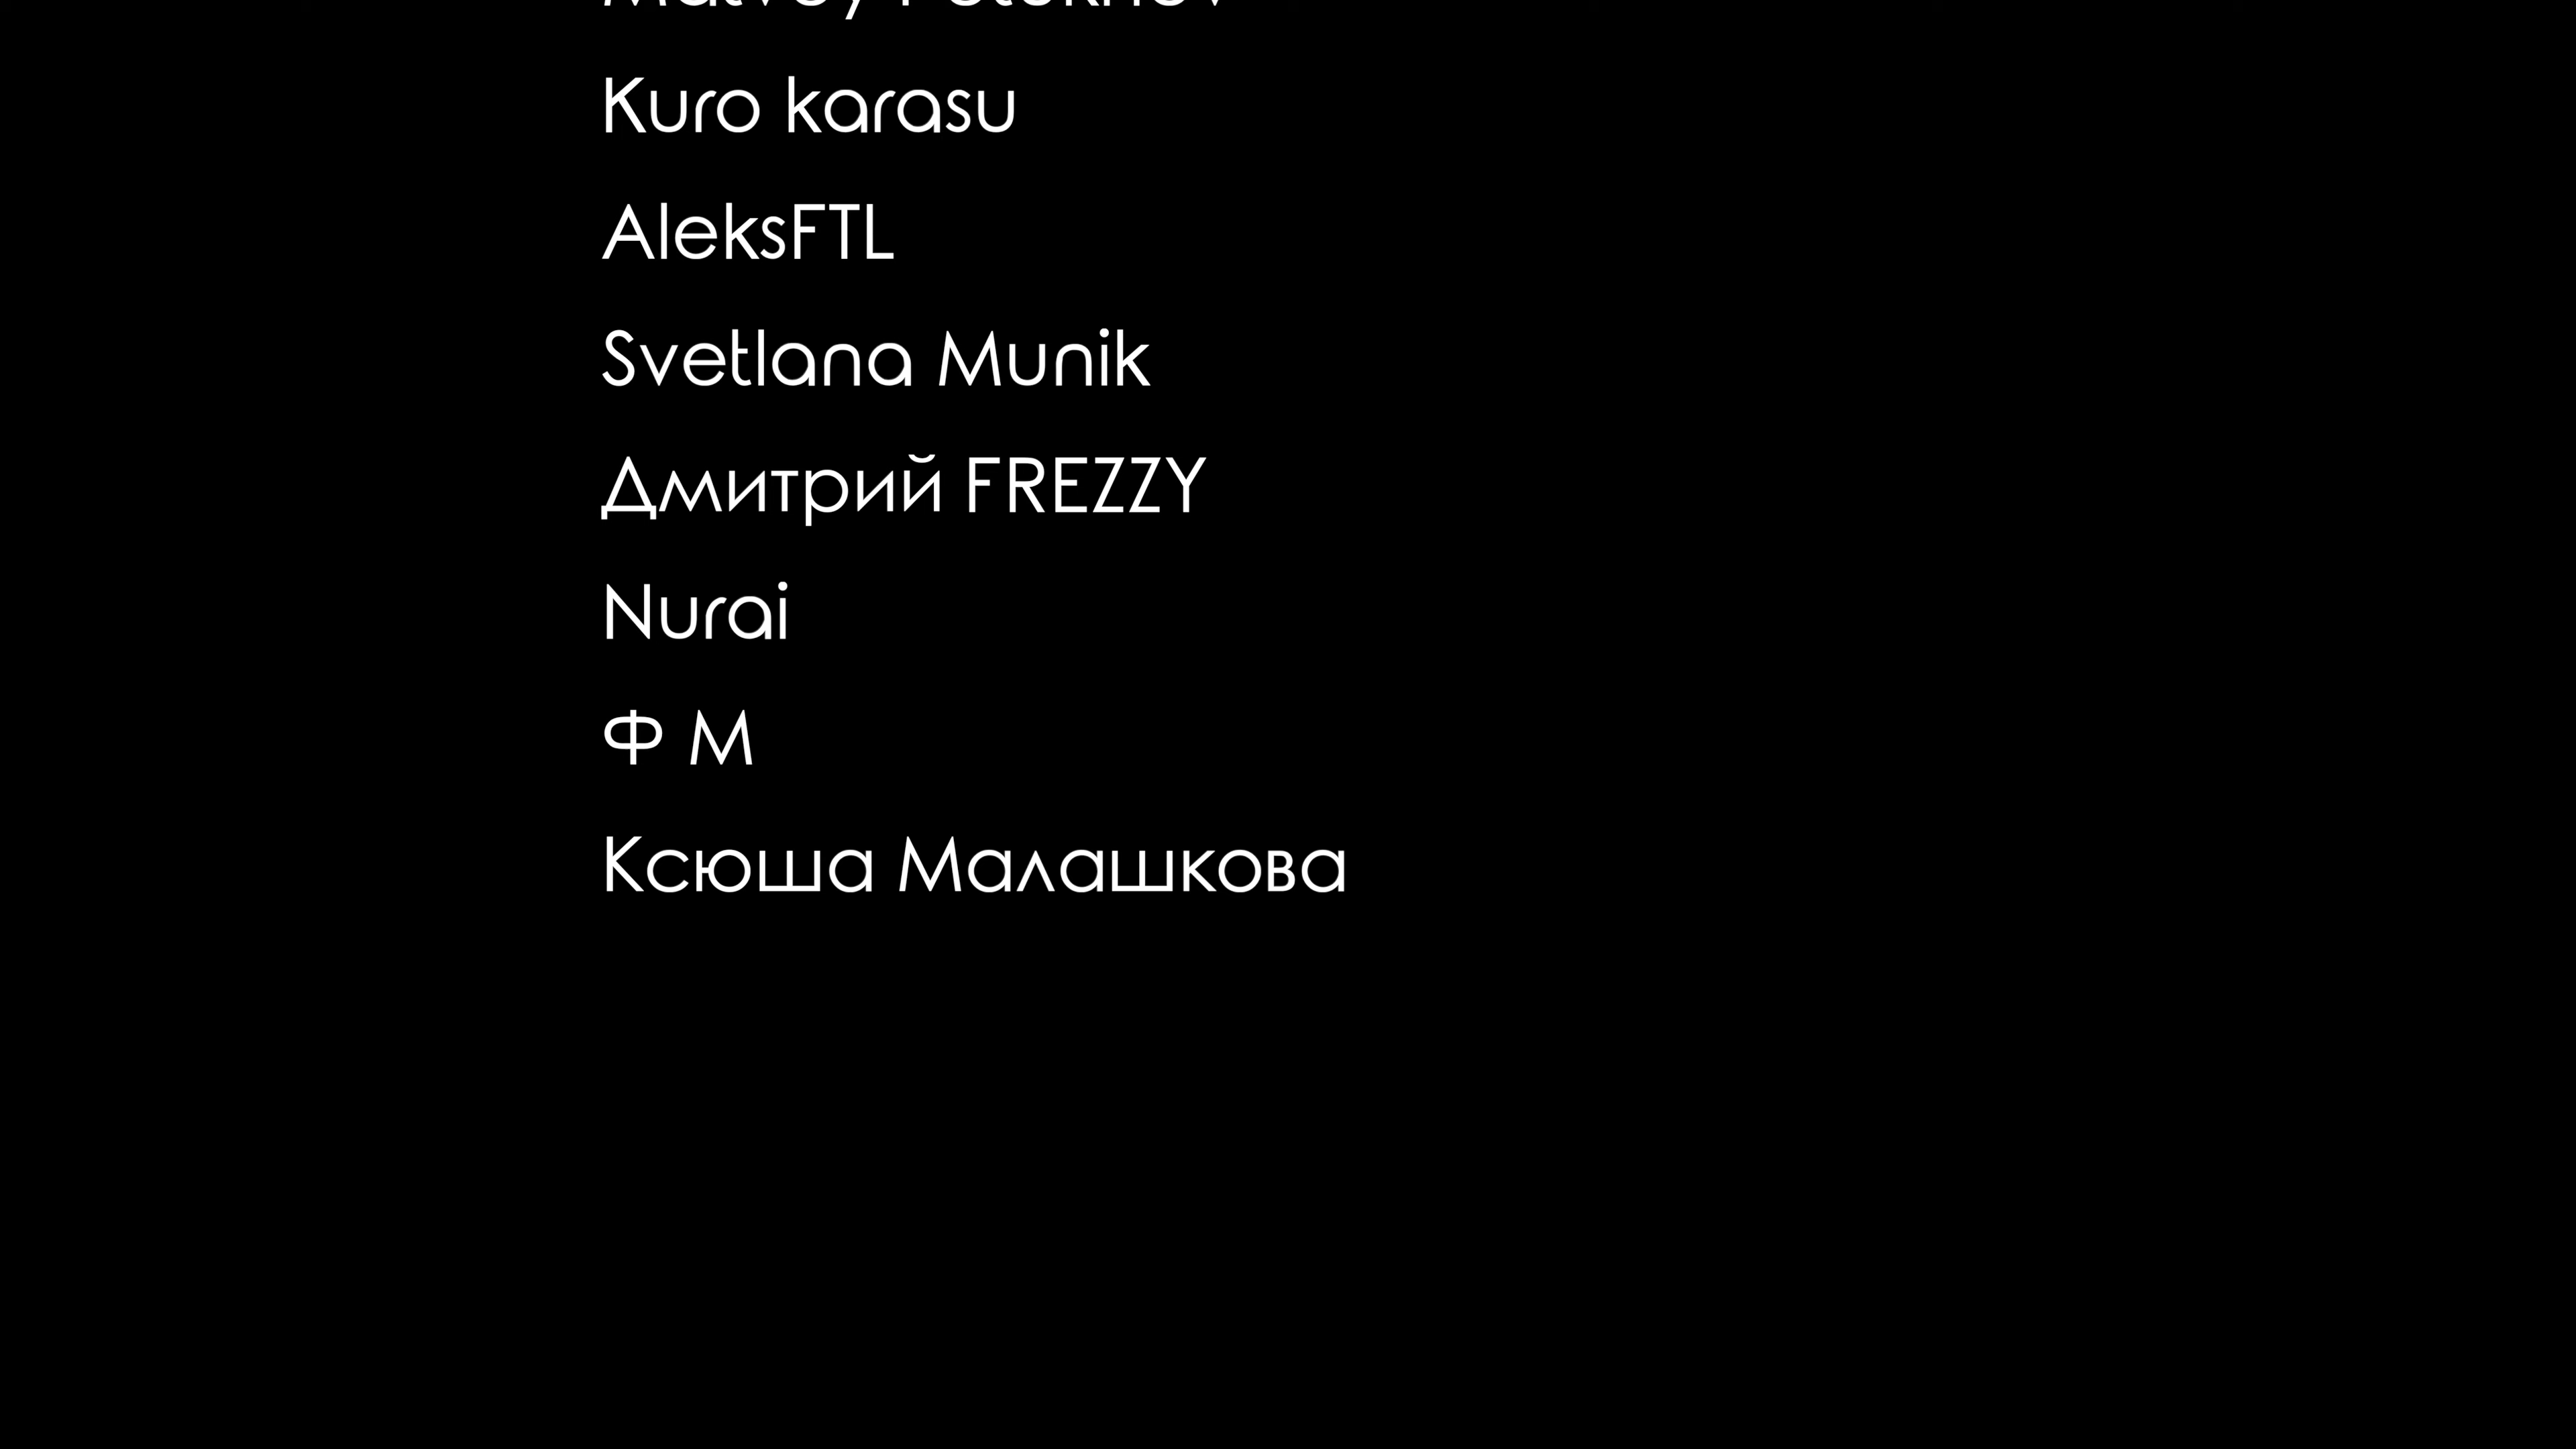 Kuro karasu
AleksFTL
Svetlana Munik
Дмитрий FREZZY
Nurai
Ф М
Ксюша Малашкова